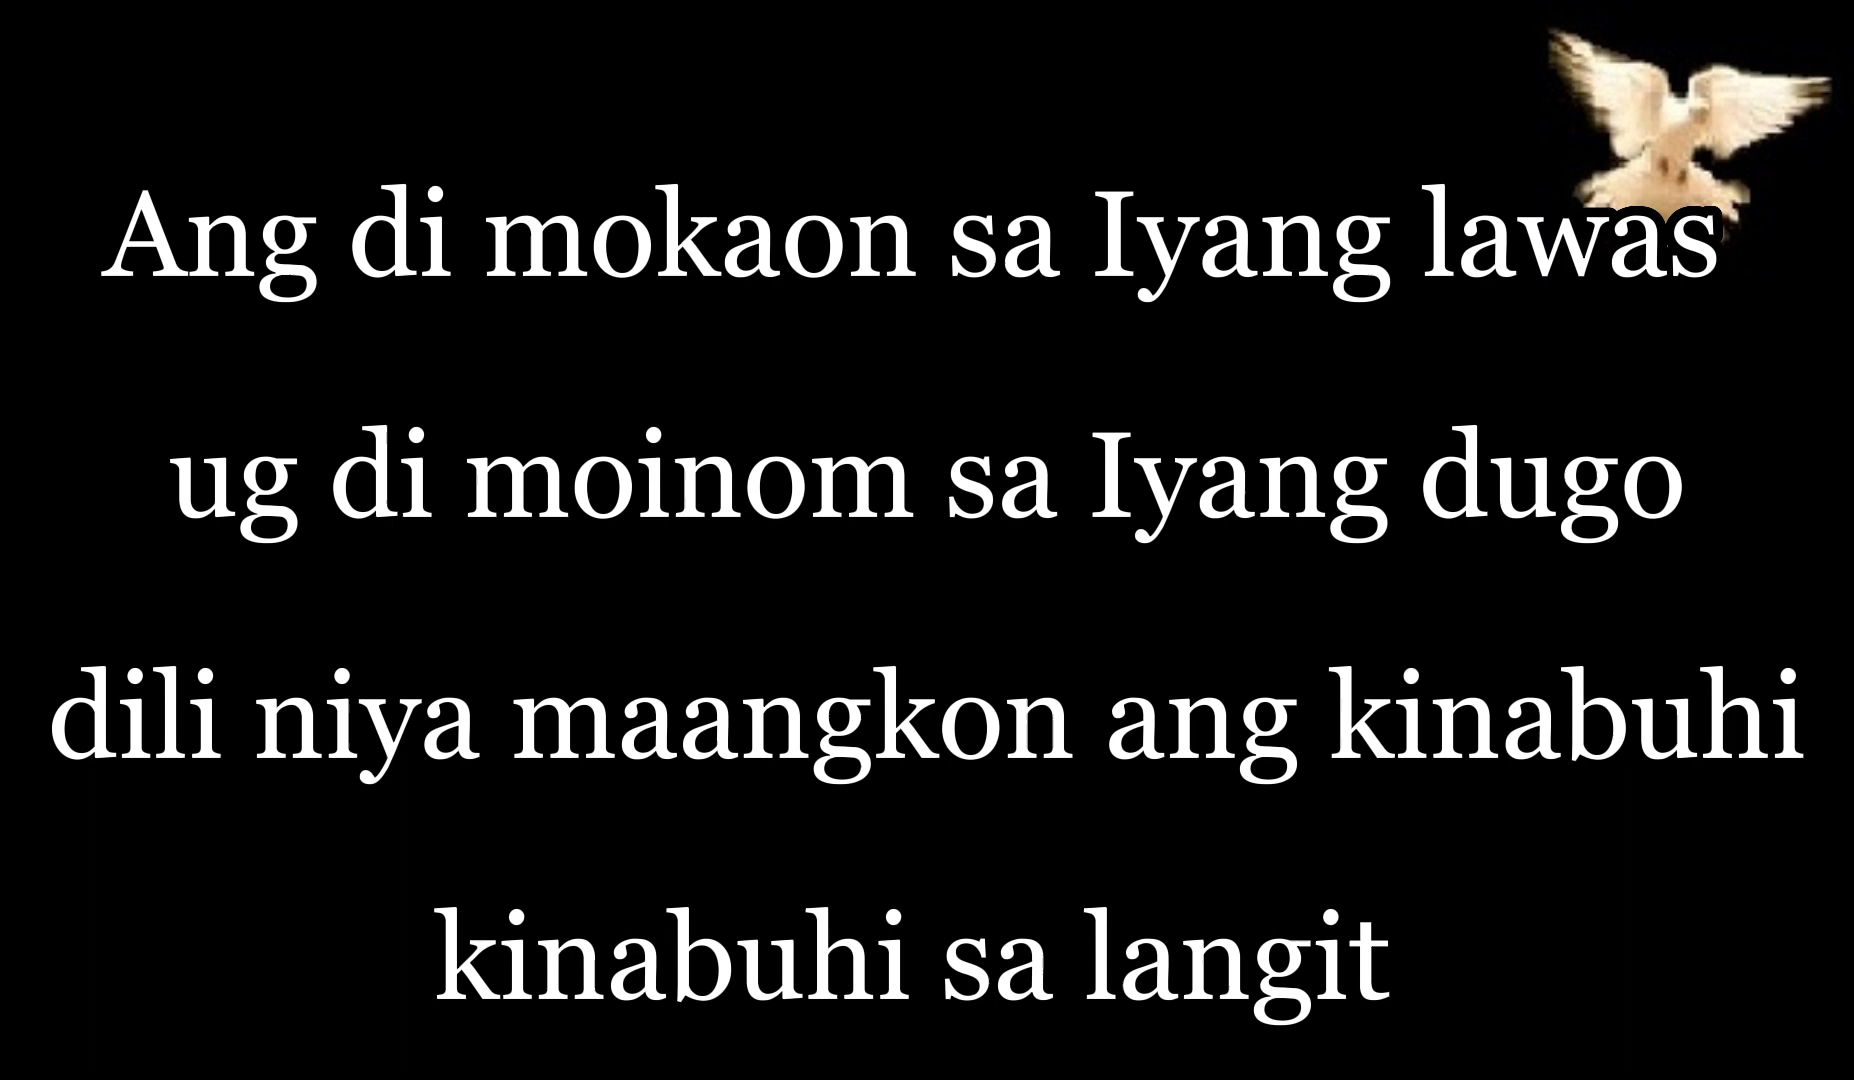 Ang di mokaon sa Iyang lawas
ug di moinom sa Iyang dugo
dili niya maangkon ang kinabuhi
kinabuhi sa langit